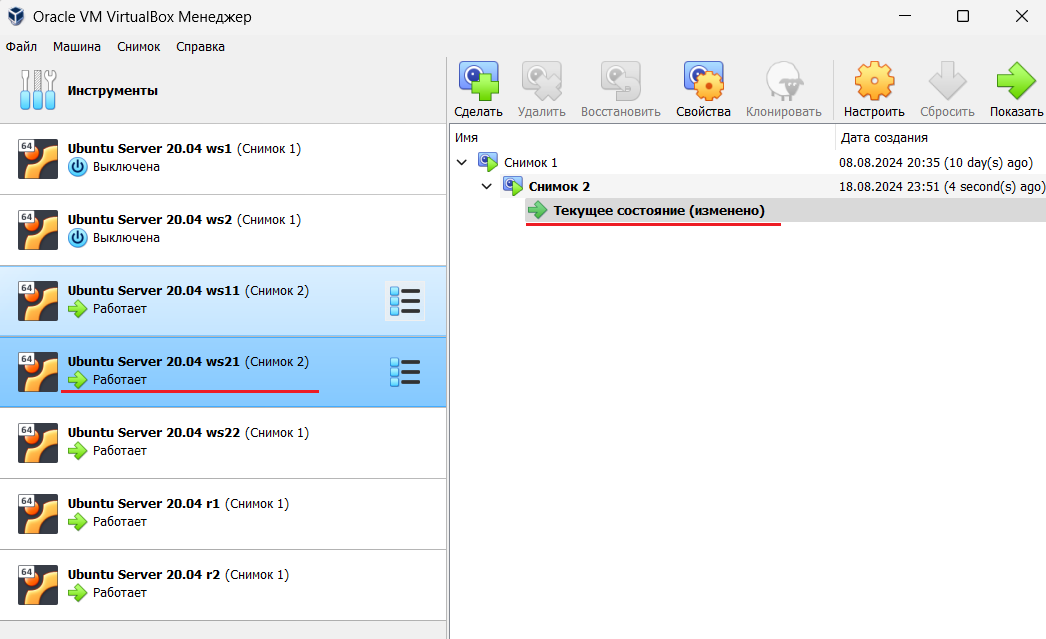 Oracle VM VirtualBox Менеджер
Файл Машина Снимок Справка
Инструменты
Сделать Удалить Восстановить Свойства Клонировать Настроить Сбросить Показать
64
Ubuntu Server 20.04 ws1 (Снимок 1)
Выключена
64
Ubuntu Server 20.04 ws2 (Снимок 1)
Выключена
64
Ubuntu Server 20.04 ws11 (Снимок 2)
Работает
64
Ubuntu Server 20.04 ws21 (Снимок 2)
Работает
64
Ubuntu Server 20.04 ws22 (Снимок 1)
Работает
64
Ubuntu Server 20.04 r1 (Снимок 1)
Работает
64
Ubuntu Server 20.04 r2 (Снимок 1)
Работает
Имя Дата создания
Снимок 1 08.08.2024 20:35 (10 day(s) ago)
Снимок 2 18.08.2024 23:51 (4 second(s) ago)
Текущее состояние (изменено)